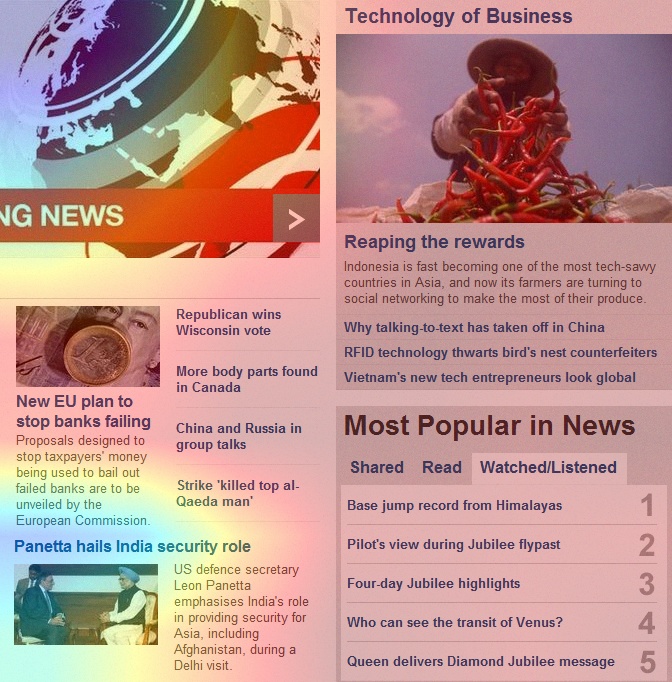 NG NEWS
New EU plan to
stop banks failing
Proposals designed to
stop taxpayers' money
being used to bail out
failed banks are to be
unveiled by the
European Commission.
Republican wins
Wisconsin vote
More body parts found
in Canada
China and Russia in
group talks
Strike 'killed top al-
Qaeda man'
Panetta hails India security role
US defence secretary
Leon Panetta
emphasises India's role
in providing security for
Asia, including
Afghanistan, during a
Delhi visit.
Technology of Business
Reaping the rewards
Indonesia is fast becoming one of the most tech-savvy
countries in Asia, and now its farmers are turning to
social networking to make the most of their produce.
Why talking-to-text has taken off in China
RFID technology thwarts bird's nest counterfeiters
Vietnam's new tech entrepreneurs look global
Most Popular in News
Shared Read Watched/Listened
Base jump record from Himalayas 1
Pilot's view during Jubilee flypast 2
Four-day Jubilee highlights 3
Who can see the transit of Venus? 4
Queen delivers Diamond Jubilee message 5